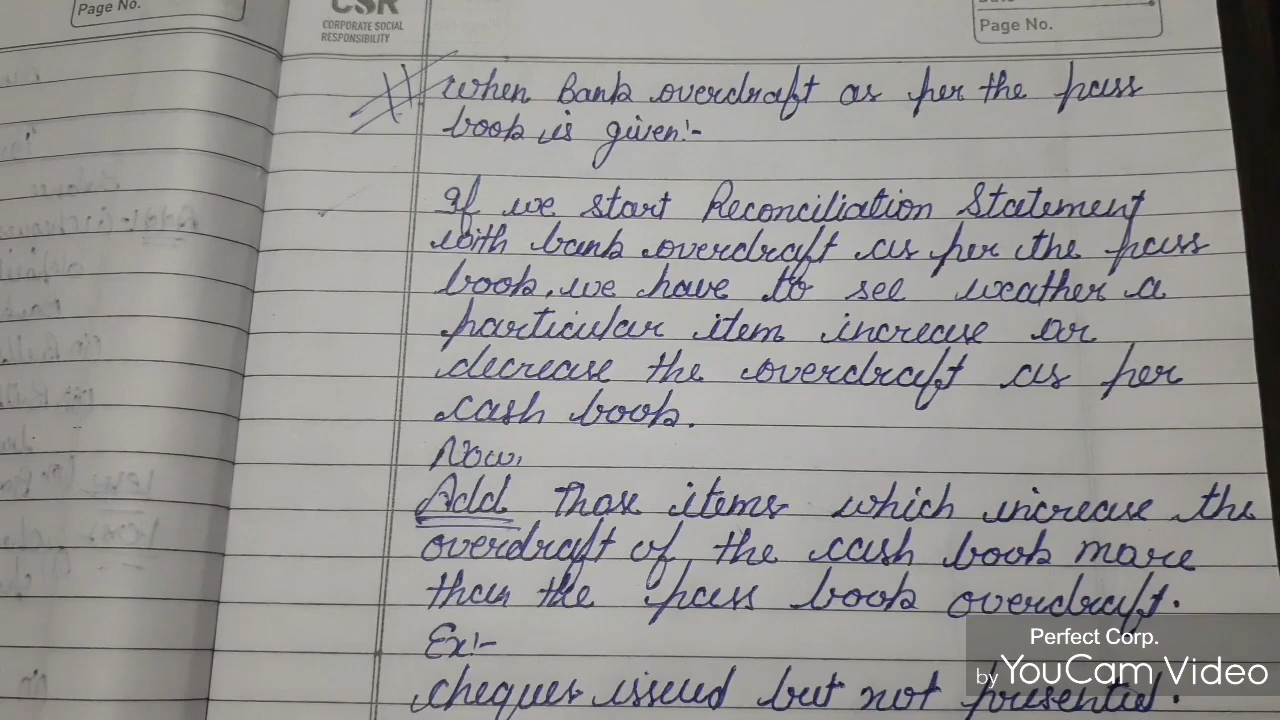 Page No.
CSR
CORPORATE SOCIAL
RESPONSIBILITY
Page No.
When Bank overdraft as per the pass
book is given:-
If we start Reconciliation Statement
with bank overdraft as per the pass
book, we have to see weather a
particular item increase or
decrease the overdraft as per
cash book.
Now,
Add Those items which increase the
overdraft of the cash book more
than the pass book overdraft.
Ex:-
cheques issued but not presented.
Perfect Corp.
by YouCam Video